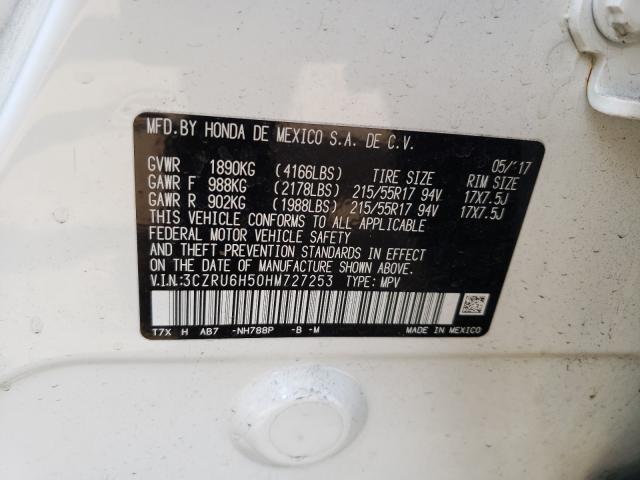 MFD.BY HONDA DE MEXICO S.A. DE C.V.
05/'17
GVWR 1890KG (4166LBS) TIRE SIZE RIM SIZE
GAWR F 988KG (2178LBS) 215/55R17 94V 17X7.5J
GAWR R 902KG (1988LBS) 215/55R17 94V 17X7.5J
THIS VEHICLE CONFORMS TO ALL APPLICABLE
FEDERAL MOTOR VEHICLE SAFETY
AND THEFT PREVENTION STANDARDS IN EFFECT
ON THE DATE OF MANUFACTURE SHOWN ABOVE.
V.I.N:3CZRU6H50HM727253 TYPE: MPV
T7X H AB7 -NH788P -B -M MADE IN MEXICO